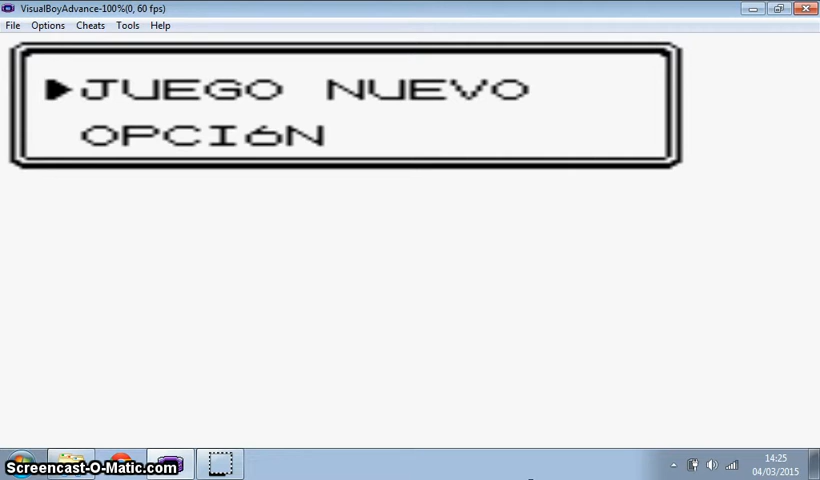 VisualBoyAdvance-100%(0, 60 fps)
File Options Cheats Tools Help
▶JUEGO NUEVO
OPCIóN
Screencast-O-Matic.com
14:25
04/03/2015